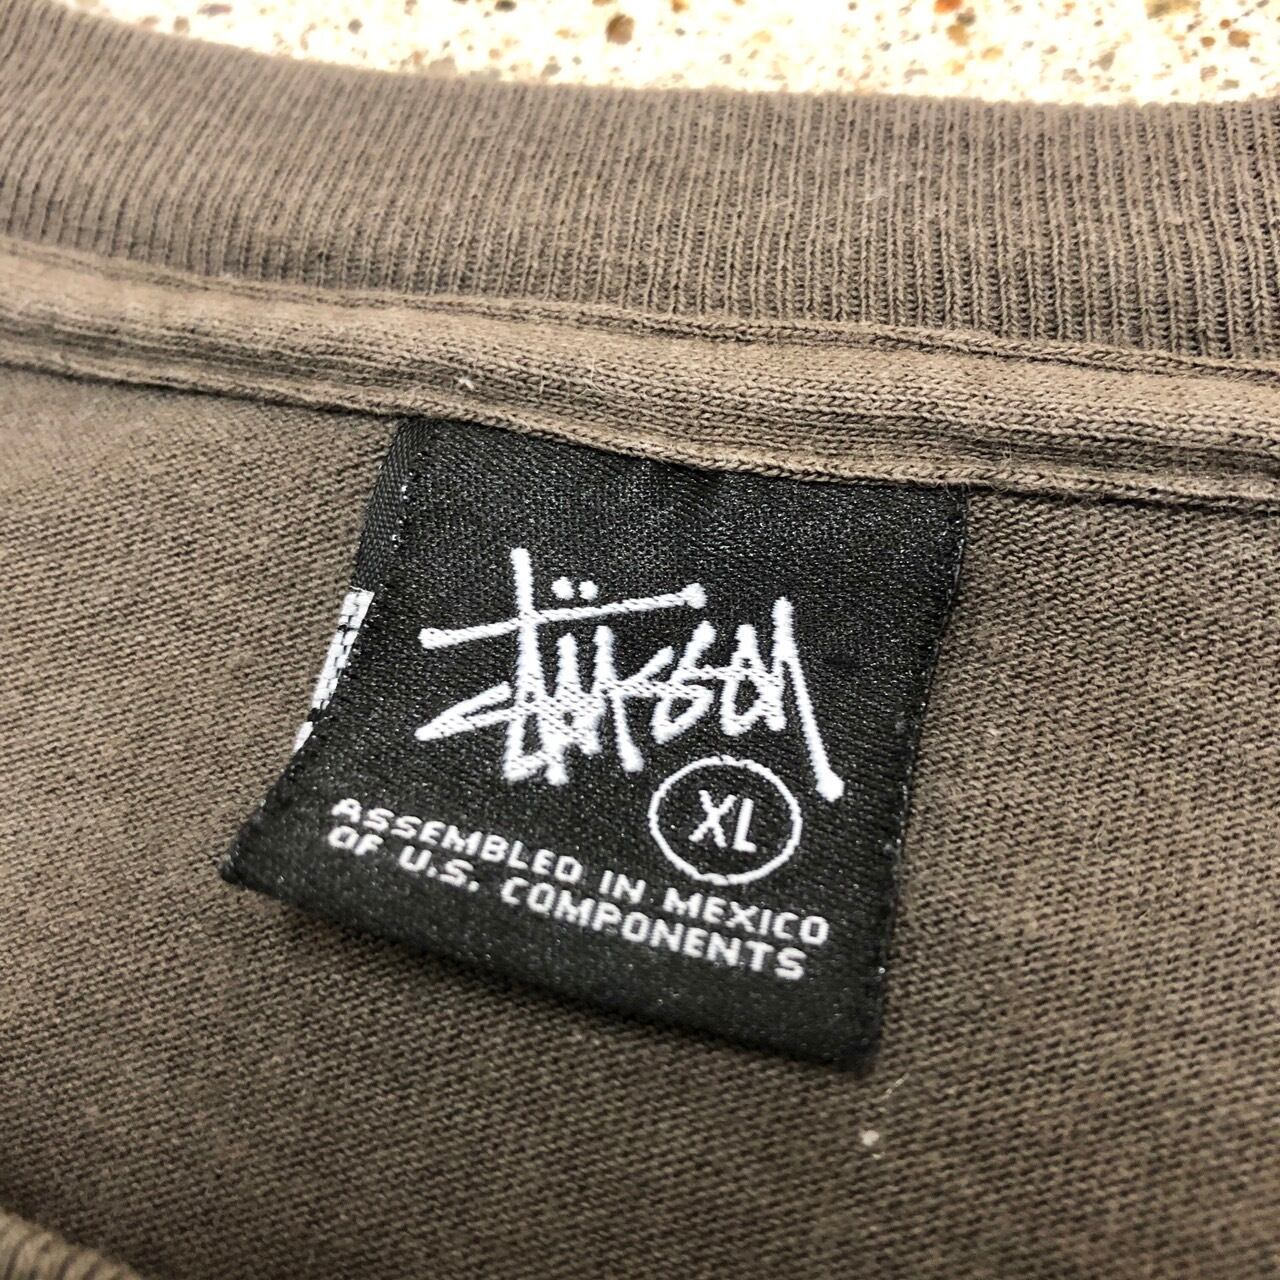 Stüssy
XL
ASSEMBLED IN MEXICO
OF U.S. COMPONENTS